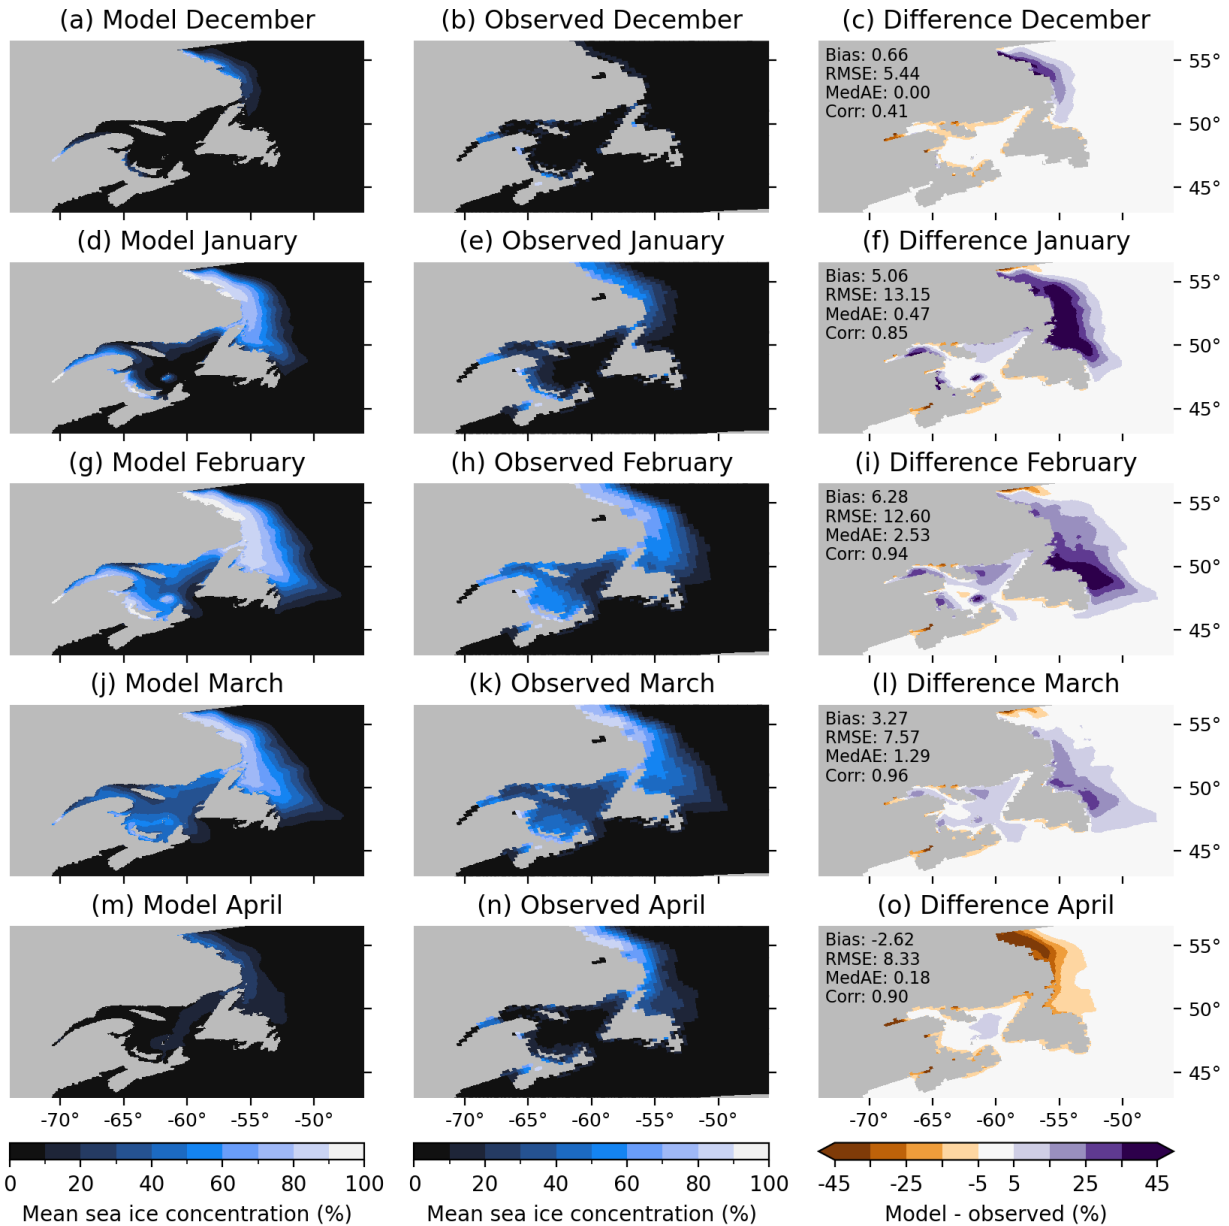 (a) Model December
(b) Observed December
(c) Difference December
Bias: 0.66
RMSE: 5.44
MedAE: 0.00
Corr: 0.41
55°
50°
45°
(d) Model January
(e) Observed January
(f) Difference January
Bias: 5.06
RMSE: 13.15
MedAE: 0.47
Corr: 0.85
55°
50°
45°
(g) Model February
(h) Observed February
(i) Difference February
Bias: 6.28
RMSE: 12.60
MedAE: 2.53
Corr: 0.94
55°
50°
45°
(j) Model March
(k) Observed March
(l) Difference March
Bias: 3.27
RMSE: 7.57
MedAE: 1.29
Corr: 0.96
55°
50°
45°
(m) Model April
(n) Observed April
(o) Difference April
Bias: -2.62
RMSE: 8.33
MedAE: 0.18
Corr: 0.90
55°
50°
45°
-70° -65° -60° -55° -50°
-70° -65° -60° -55° -50°
-70° -65° -60° -55° -50°
0 20 40 60 80 100
Mean sea ice concentration (%)
0 20 40 60 80 100
Mean sea ice concentration (%)
-45 -25 -5 5 25 45
Model - observed (%)